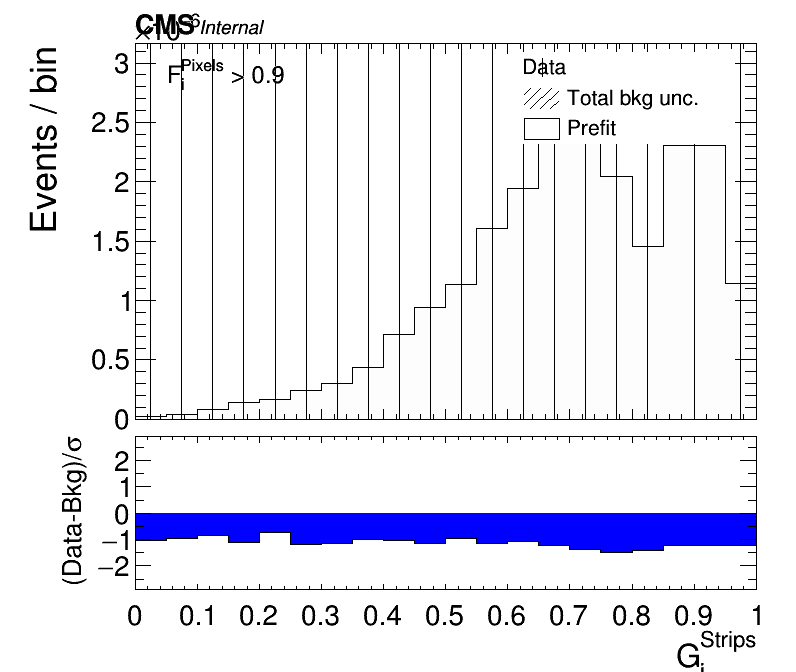 CMS Internal
×10⁻⁶
Events / bin
F_i^Pixels > 0.9
Data
Total bkg unc.
Prefit
3
2.5
2
1.5
1
0.5
0
(Data-Bkg)/σ
2
1
0
−1
−2
0 0.1 0.2 0.3 0.4 0.5 0.6 0.7 0.8 0.9 1
G_i^Strips